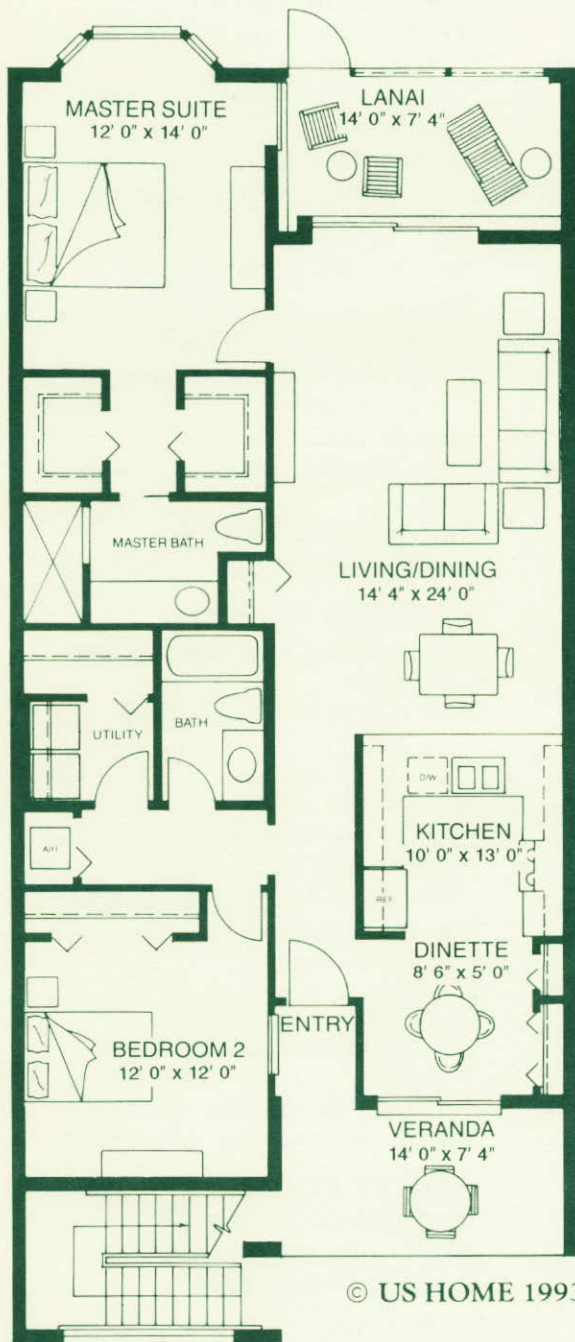 MASTER SUITE
12' 0" x 14' 0"
LANAI
14' 0" x 7' 4"
MASTER BATH
LIVING/DINING
14' 4" x 24' 0"
UTILITY
BATH
D/W
KITCHEN
10' 0" x 13' 0"
A/H
REF.
DINETTE
8' 6" x 5' 0"
ENTRY
BEDROOM 2
12' 0" x 12' 0"
VERANDA
14' 0" x 7' 4"
© US HOME 1993